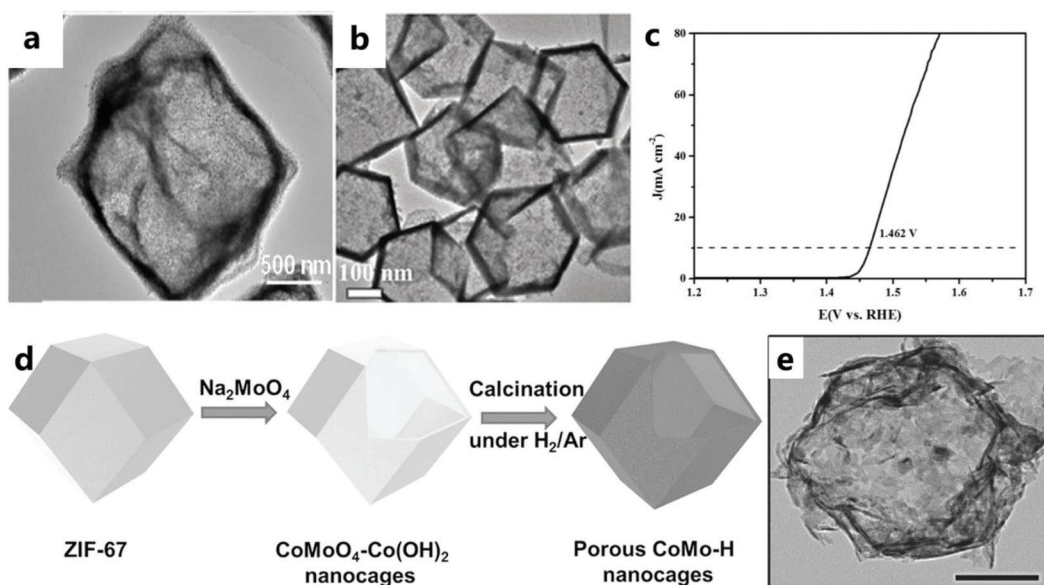 a
500 nm
b
100 nm
c
80
60
40
20
0
J(mA cm⁻²)
1.462 V
1.2 1.3 1.4 1.5 1.6 1.7
E(V vs. RHE)
d
Na₂MoO₄
Calcination
under H₂/Ar
ZIF-67
CoMoO₄-Co(OH)₂
nanocages
Porous CoMo-H
nanocages
e